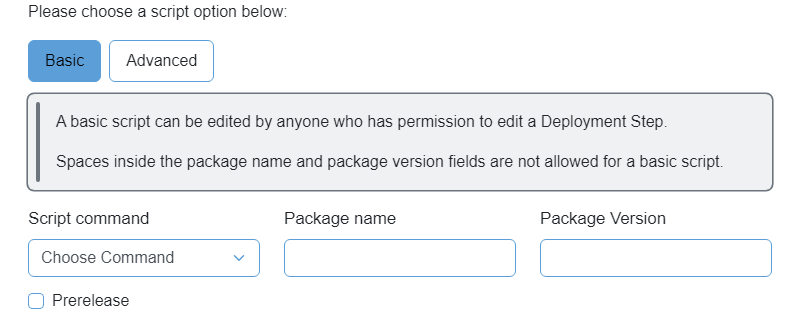 Please choose a script option below:
Basic Advanced
A basic script can be edited by anyone who has permission to edit a Deployment Step.
Spaces inside the package name and package version fields are not allowed for a basic script.
Script command Package name Package Version
Choose Command
Prerelease